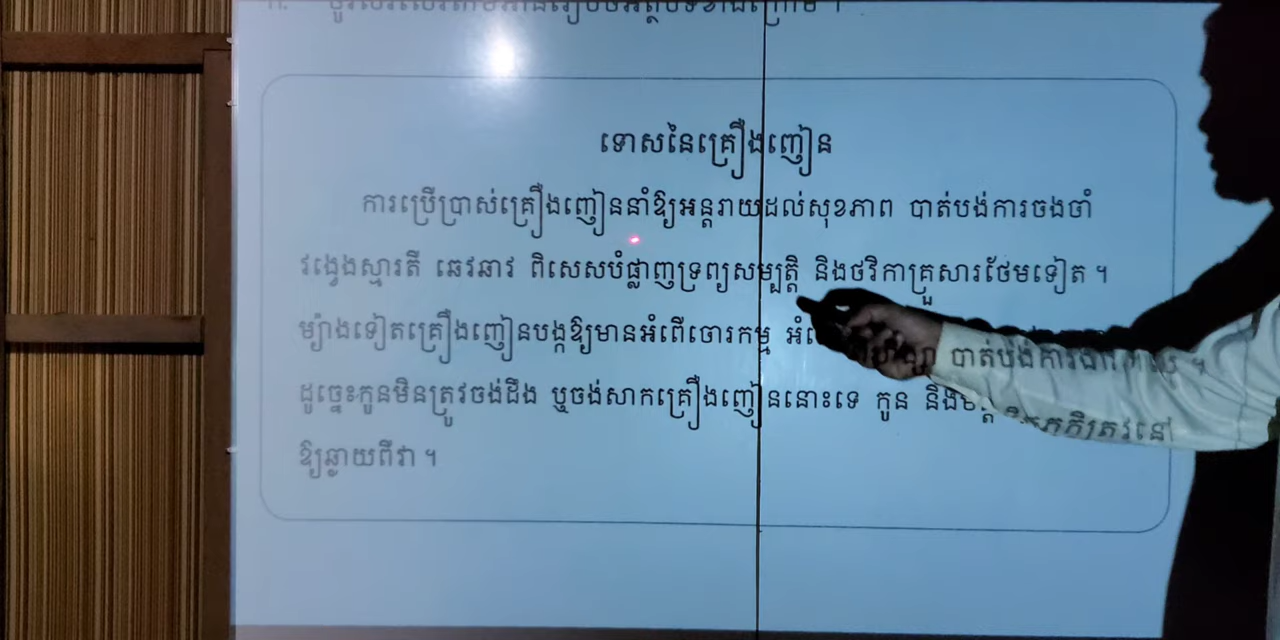 ទោសនៃគ្រឿងញៀន
ការប្រើប្រាស់គ្រឿងញៀននាំឱ្យអន្តរាយដល់សុខភាព បាត់បង់ការចងចាំ
វង្វេងស្មារតី ឆេវឆាវ ពិសេសបំផ្លាញទ្រព្យសម្បត្តិ និងថវិកាគ្រួសារថែមទៀត ។
ម្យ៉ាងទៀតគ្រឿងញៀនបង្កឱ្យមានអំពើចោរកម្ម បាត់បង់ការងារ ។
ដូច្នេះកូនមិនត្រូវចង់ដឹង ឬចង់សាកគ្រឿងញៀននោះទេ កូន និង ត្រូវនៅ
ឱ្យឆ្ងាយពីវា ។